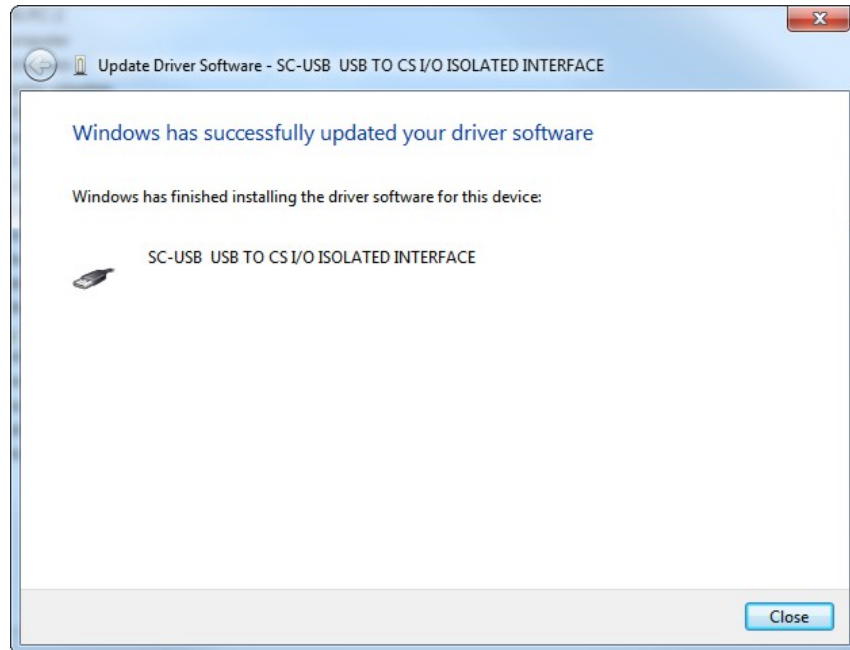 Update Driver Software - SC-USB  USB TO CS I/O ISOLATED INTERFACE
Windows has successfully updated your driver software
Windows has finished installing the driver software for this device:
SC-USB  USB TO CS I/O ISOLATED INTERFACE
Close